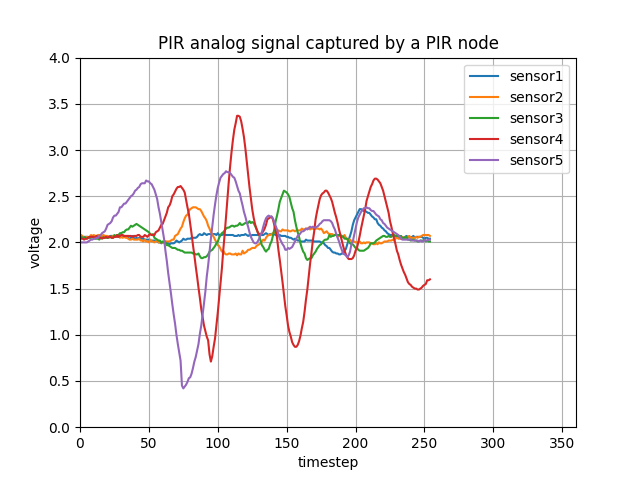 PIR analog signal captured by a PIR node
4.0
3.5
3.0
2.5
2.0
1.5
1.0
0.5
0.0
voltage
sensor1
sensor2
sensor3
sensor4
sensor5
0 50 100 150 200 250 300 350
timestep